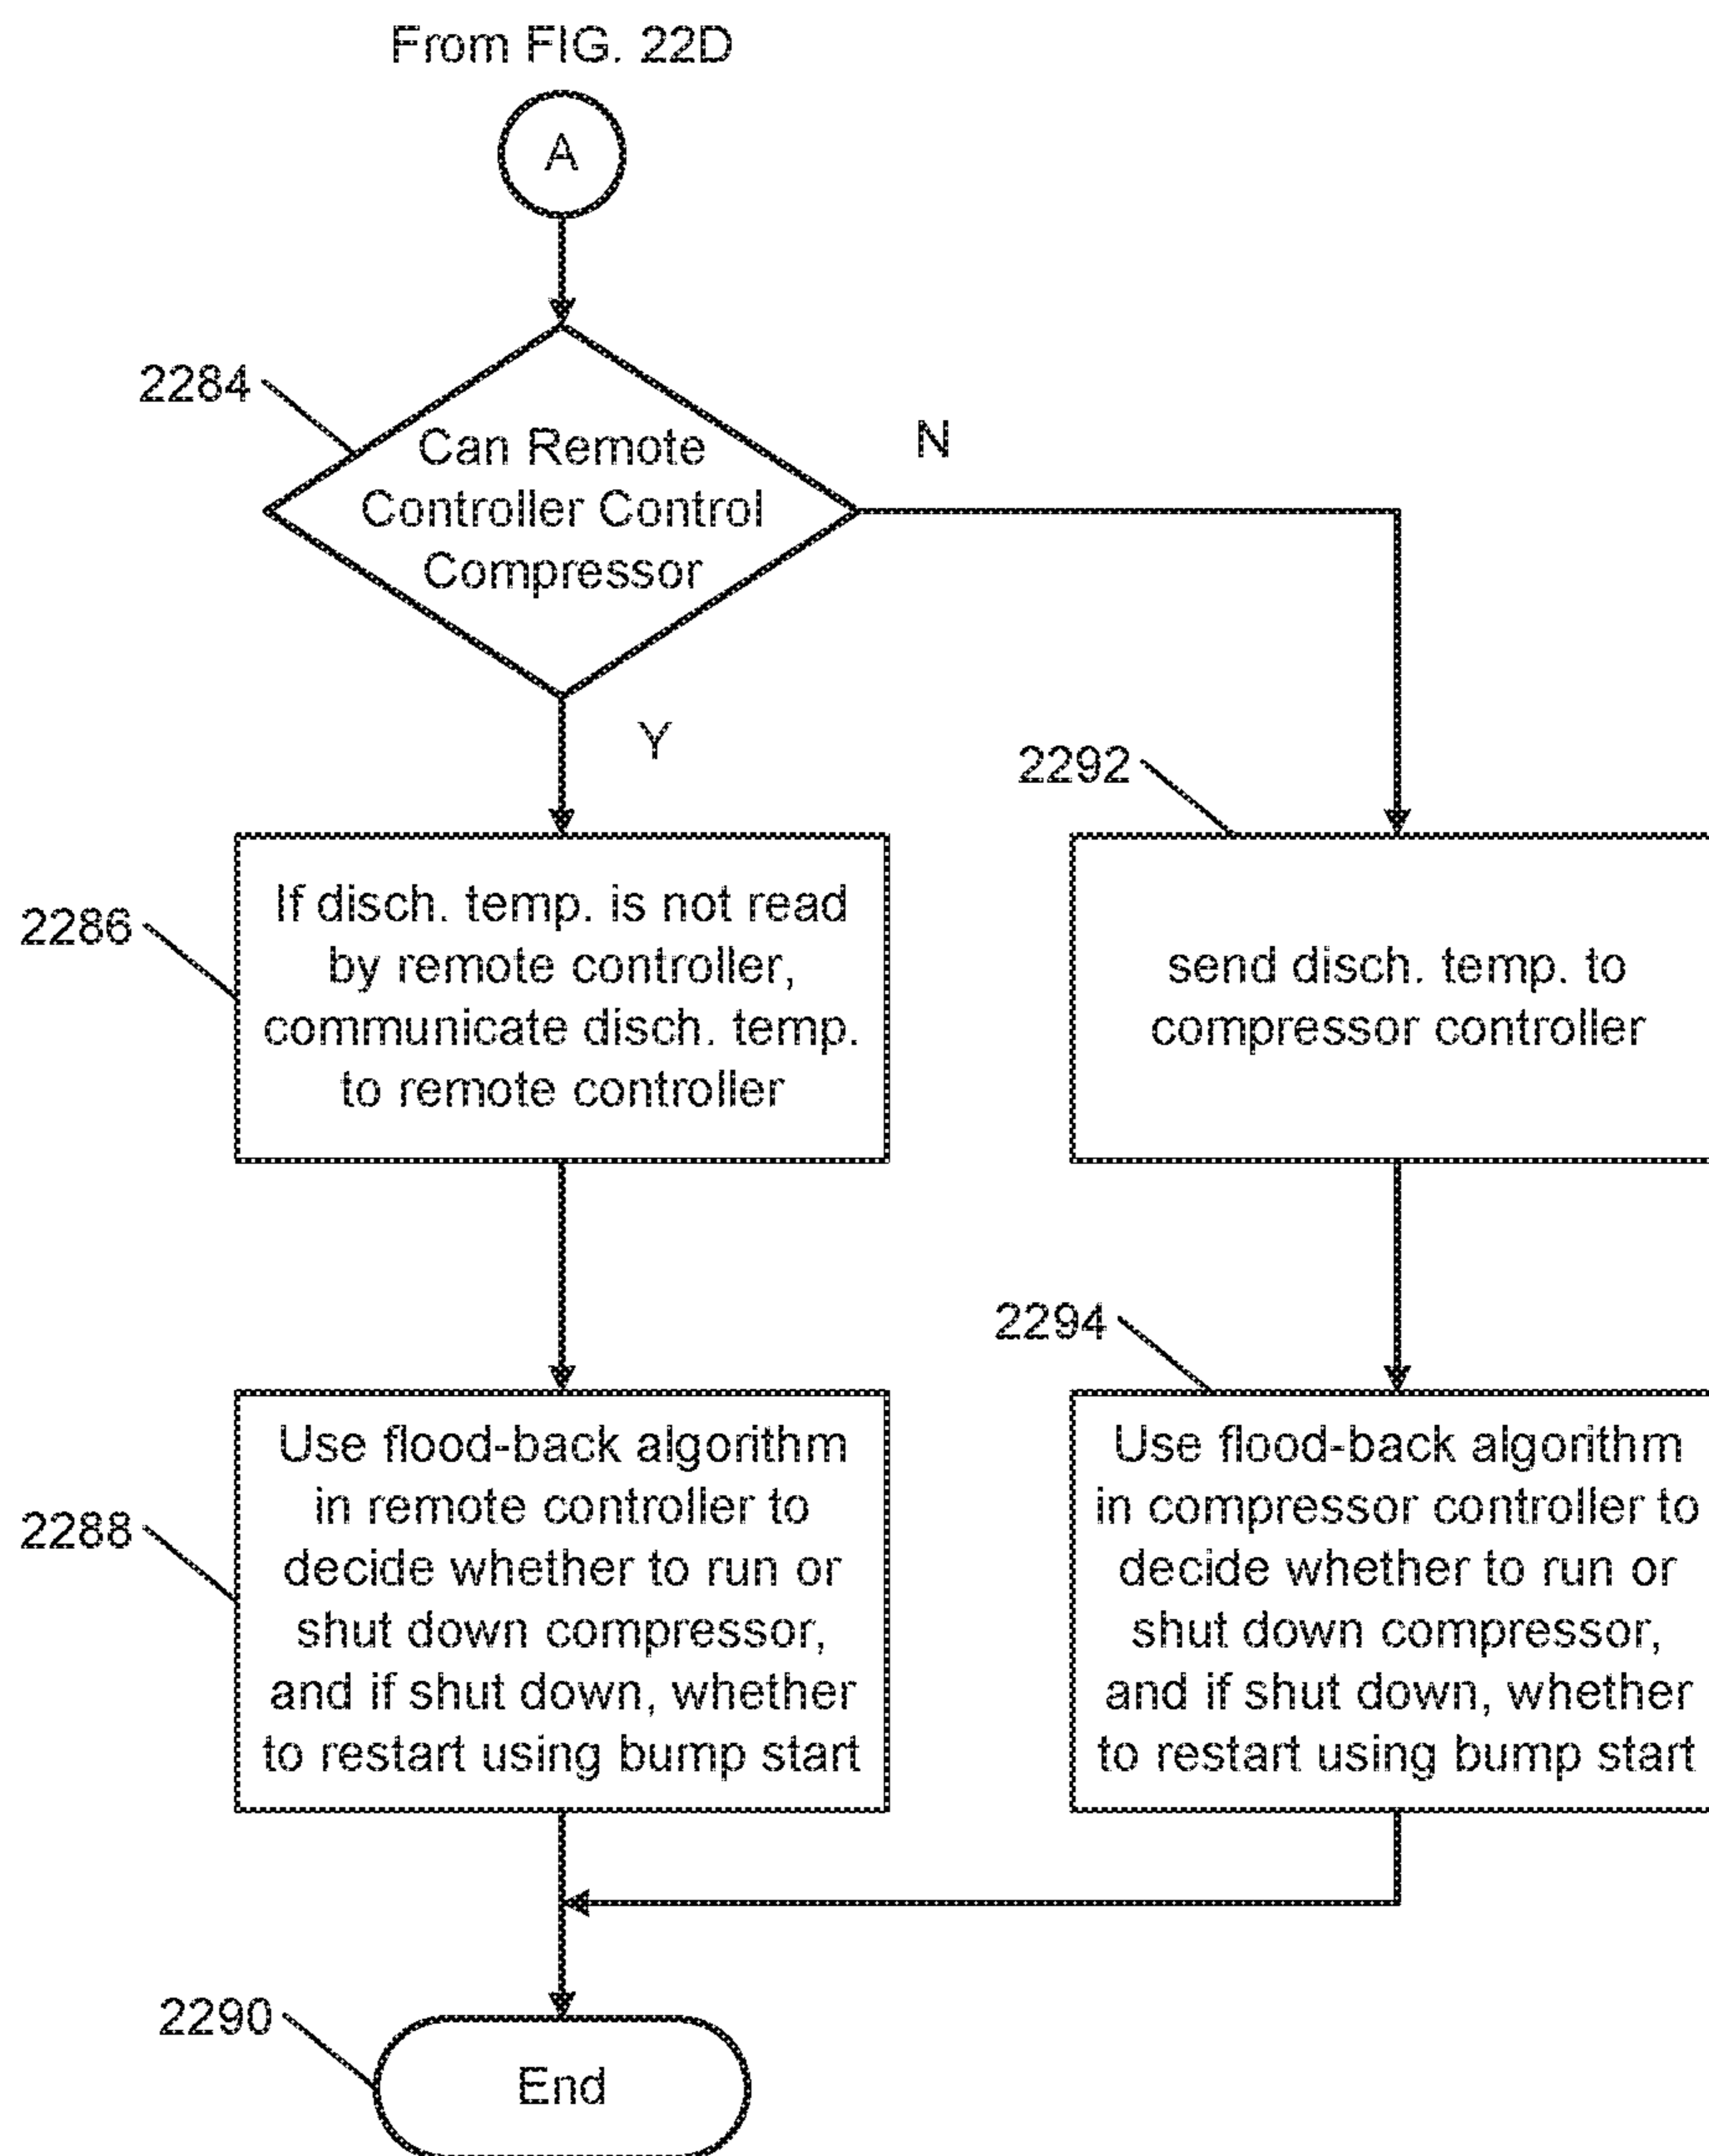 From FIG. 22D
A
2284
Can Remote
Controller Control
Compressor
N
Y
2292
2286
If disch. temp. is not read
by remote controller,
communicate disch. temp.
to remote controller
send disch. temp. to
compressor controller
2294
2288
Use flood-back algorithm
in remote controller to
decide whether to run or
shut down compressor,
and if shut down, whether
to restart using bump start
Use flood-back algorithm
in compressor controller to
decide whether to run or
shut down compressor,
and if shut down, whether
to restart using bump start
2290
End